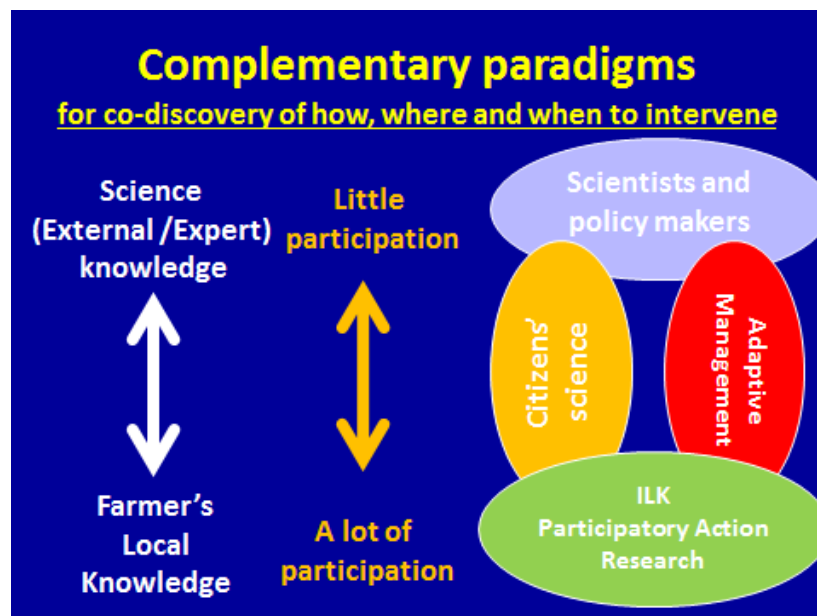 Complementary paradigms
for co-discovery of how, where and when to intervene
Science
(External /Expert)
knowledge
Little
participation
Scientists and
policy makers
Citizens’
science
Adaptive
Management
Farmer’s
Local
Knowledge
A lot of
participation
ILK
Participatory Action
Research